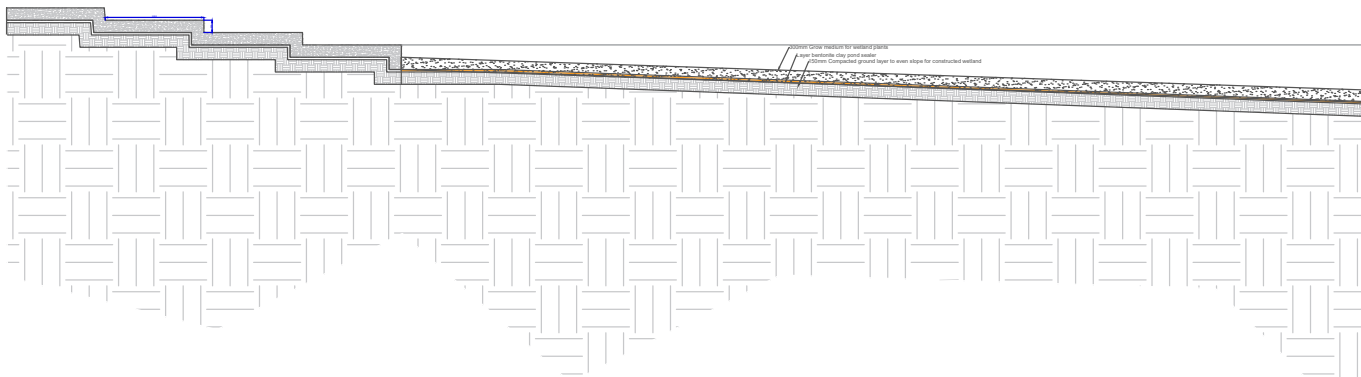 300mm Grow medium for wetland plants
Layer bentonite clay pond sealer
150mm Compacted ground layer to even slope for constructed wetland